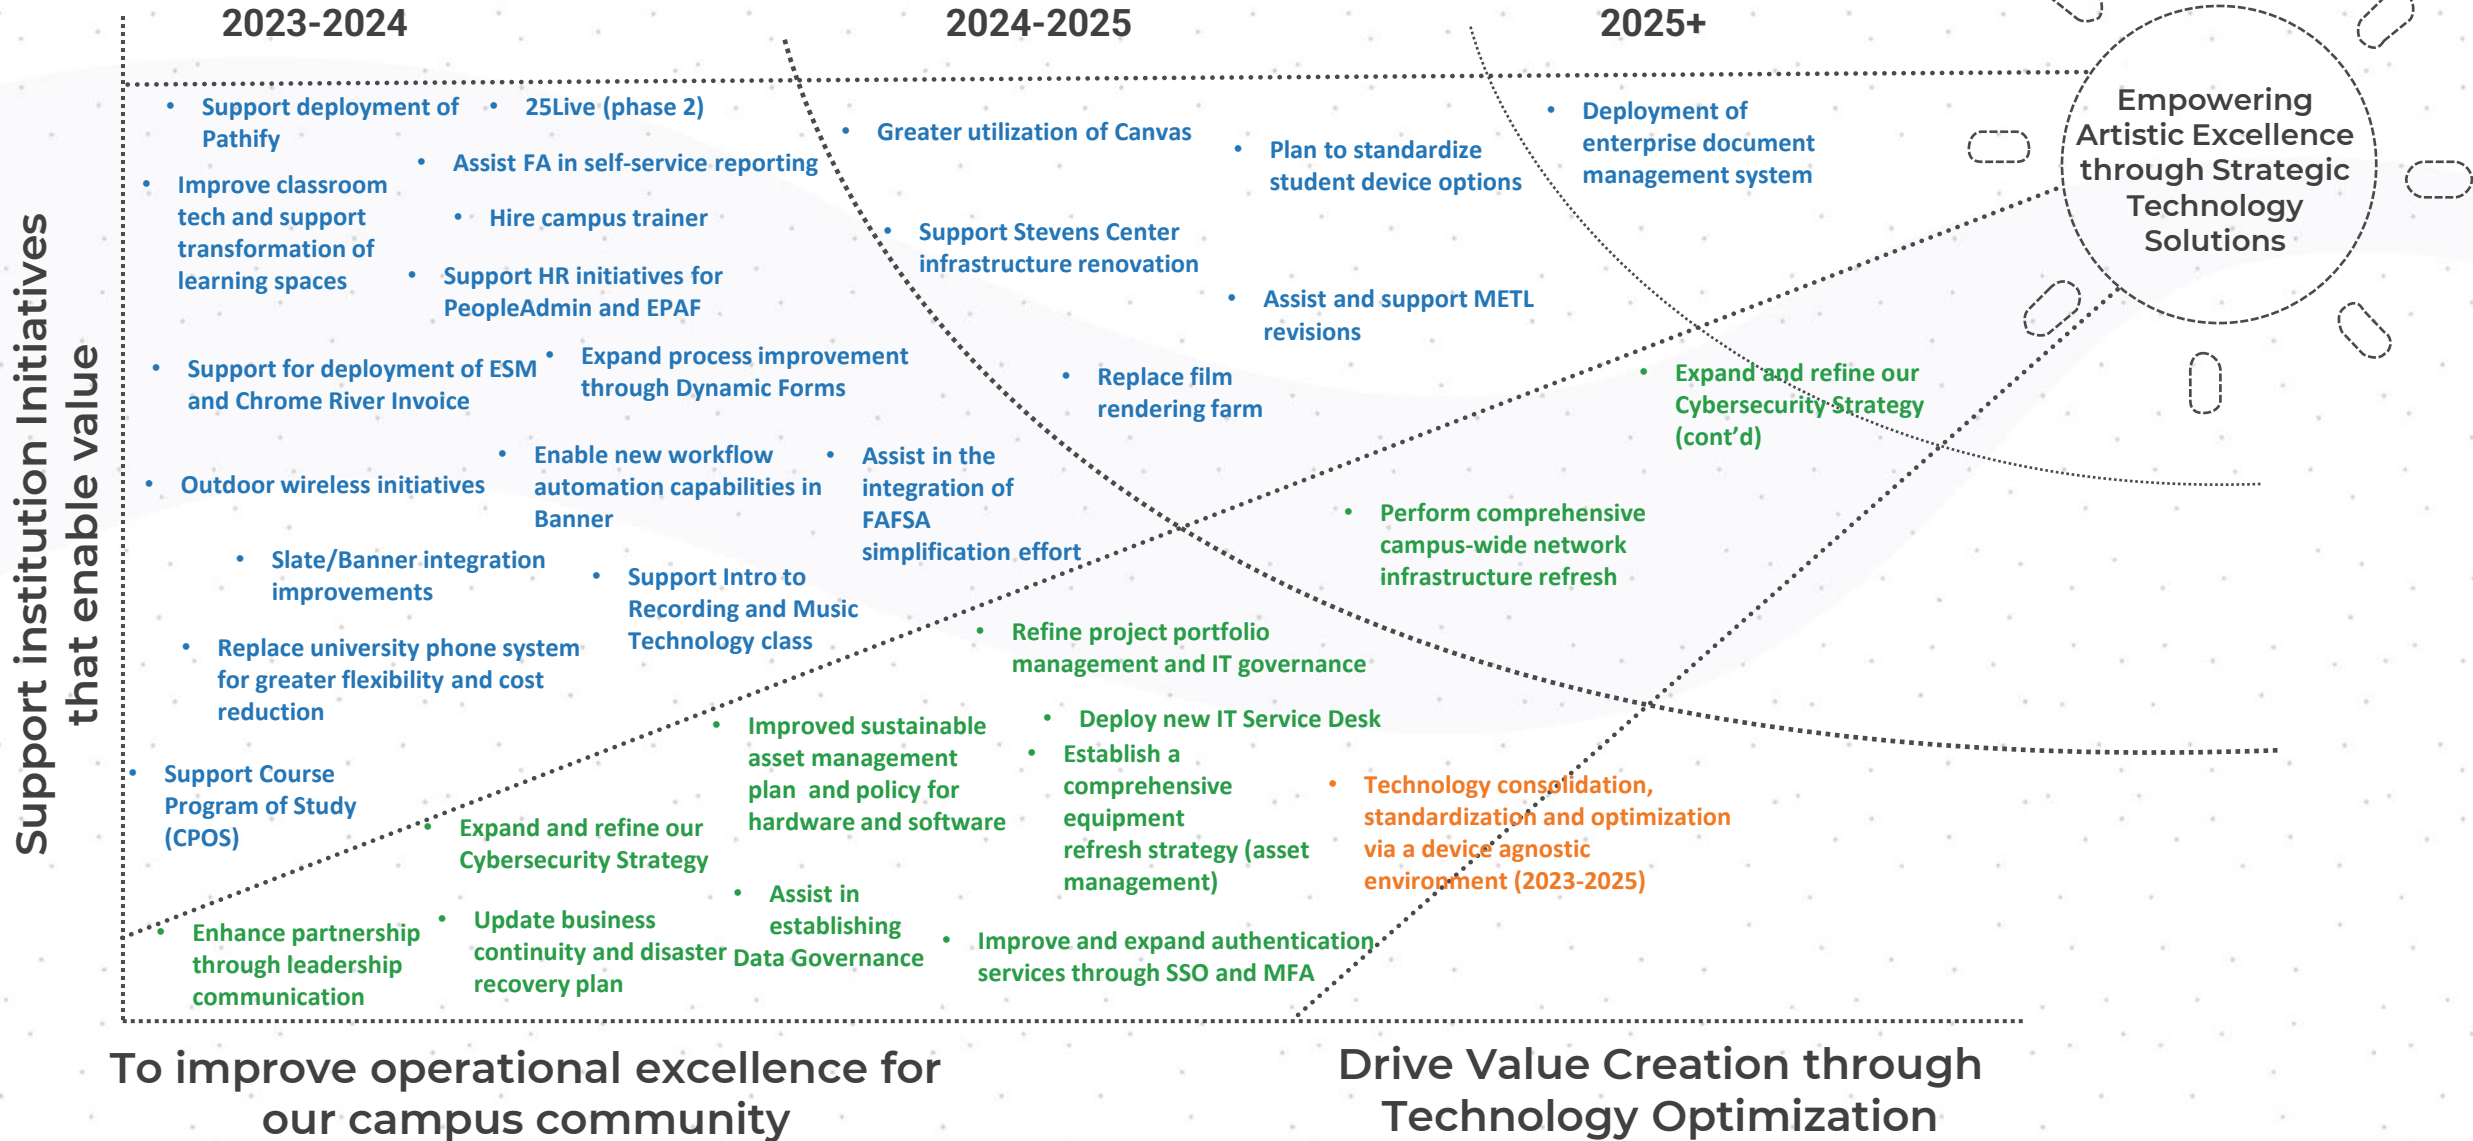 2023-2024
2024-2025
2025+
Support institution Initiatives
that enable value
• Support deployment of
Pathify
• 25Live (phase 2)
• Assist FA in self-service reporting
• Improve classroom
tech and support
transformation of
learning spaces
• Hire campus trainer
• Support HR initiatives for
PeopleAdmin and EPAF
• Support for deployment of ESM
and Chrome River Invoice
• Expand process improvement
through Dynamic Forms
• Outdoor wireless initiatives
• Enable new workflow
automation capabilities in
Banner
• Assist in the
integration of
FAFSA
simplification effort
• Slate/Banner integration
improvements
• Support Intro to
Recording and Music
Technology class
• Replace university phone system
for greater flexibility and cost
reduction
• Support Course
Program of Study
(CPOS)
• Greater utilization of Canvas
• Plan to standardize
student device options
• Support Stevens Center
infrastructure renovation
• Assist and support METL
revisions
• Replace film
rendering farm
• Deployment of
enterprise document
management system
Empowering
Artistic Excellence
through Strategic
Technology
Solutions
• Expand and refine our
Cybersecurity Strategy
(cont'd)
• Perform comprehensive
campus-wide network
infrastructure refresh
• Refine project portfolio
management and IT governance
• Improved sustainable
asset management
plan and policy for
hardware and software
• Deploy new IT Service Desk
• Establish a
comprehensive
equipment
refresh strategy (asset
management)
• Technology consolidation,
standardization and optimization
via a device agnostic
environment (2023-2025)
• Expand and refine our
Cybersecurity Strategy
• Assist in
establishing
Data Governance
• Enhance partnership
through leadership
communication
• Update business
continuity and disaster
recovery plan
• Improve and expand authentication
services through SSO and MFA
To improve operational excellence for
our campus community
Drive Value Creation through
Technology Optimization